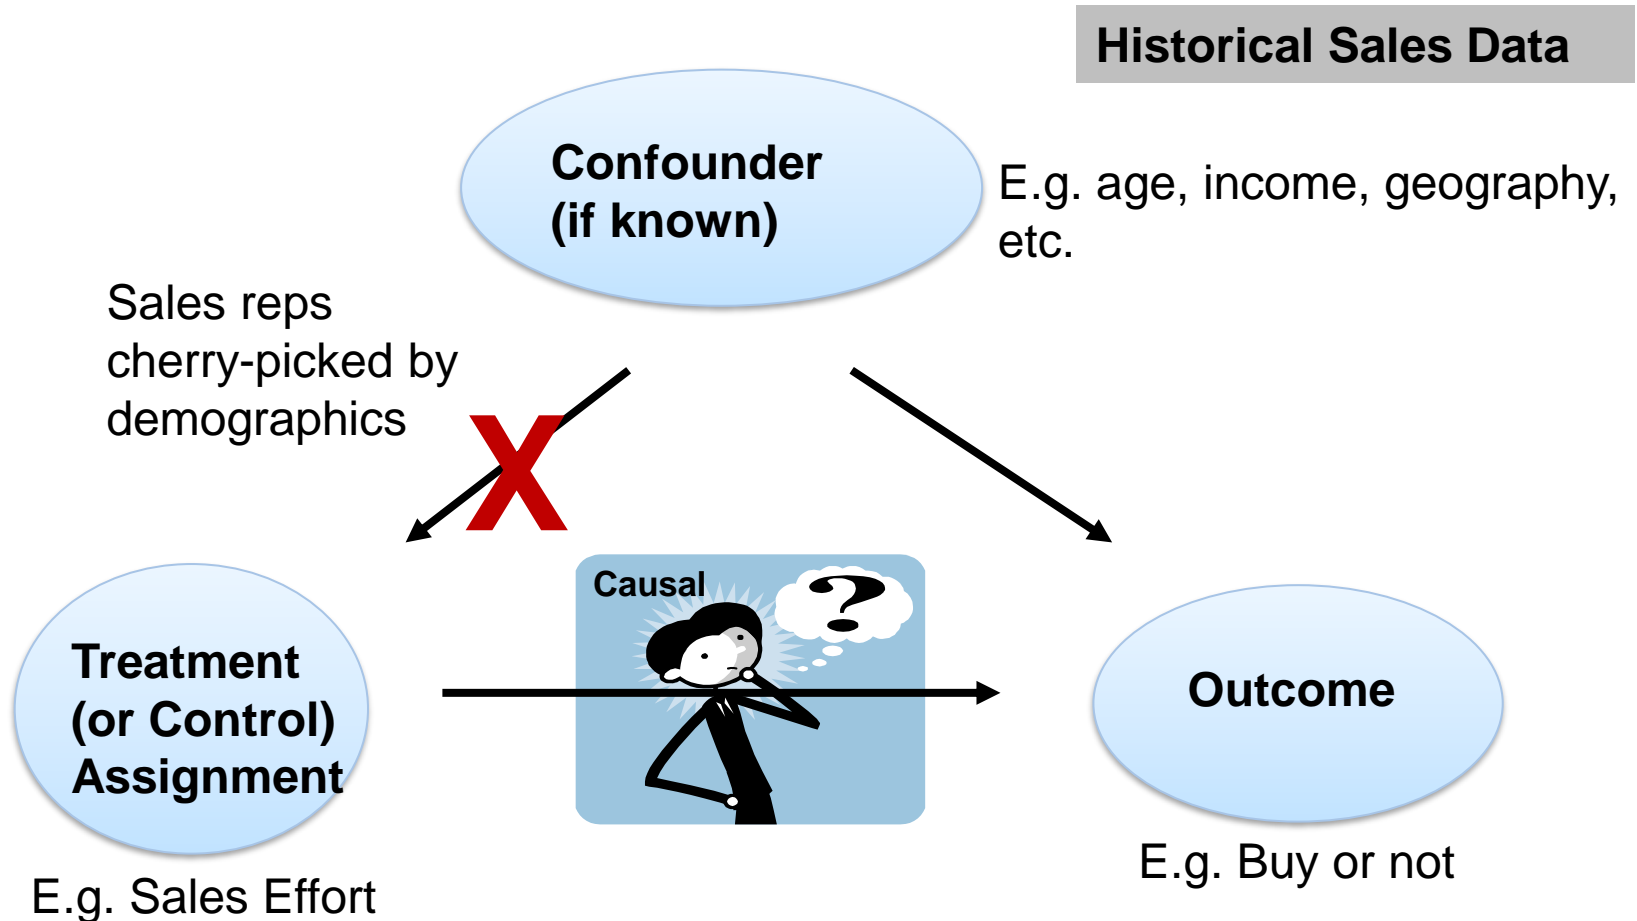 Historical Sales Data
Confounder
(if known)
E.g. age, income, geography,
etc.
Sales reps
cherry-picked by
demographics
X
Causal
?
Treatment
(or Control)
Assignment
Outcome
E.g. Sales Effort
E.g. Buy or not